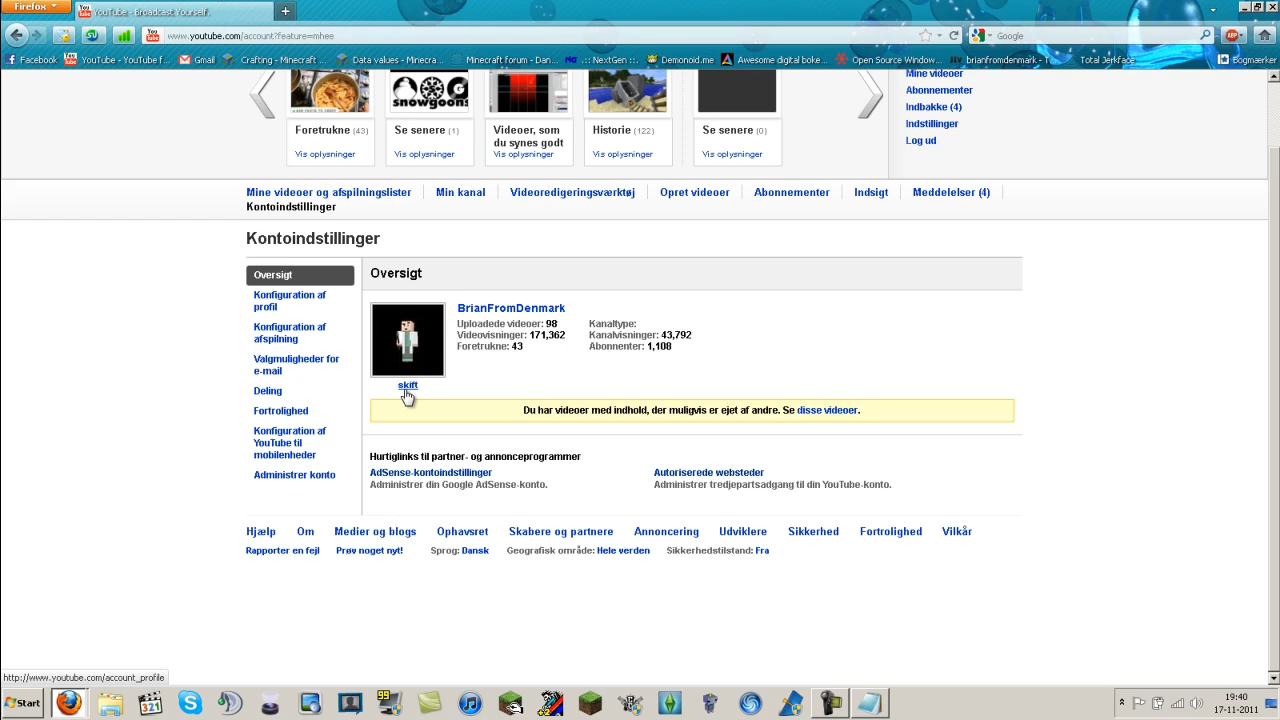 Firefox
YouTube - Broadcast Yourself.
www.youtube.com/account?feature=mhee
Google
Facebook
YouTube - YouTube f...
Gmail
Crafting - Minecraft ...
Data values - Minecra...
Minecraft forum - Dan...
.:: NextGen ::.
Demonoid.me
Awesome digital boke...
Open Source Window...
brianfromdenmark - T...
Total Jerkface
Bogmærker
snowgoons
Foretrukne (43)
Vis oplysninger
Se senere (1)
Vis oplysninger
Videoer, som
du synes godt
Vis oplysninger
Historie (122)
Vis oplysninger
Se senere (0)
Vis oplysninger
Mine videoer
Abonnementer
Indbakke (4)
Indstillinger
Log ud
Mine videoer og afspilningslister
Min kanal
Videoredigeringsværktøj
Opret videoer
Abonnementer
Indsigt
Meddelelser (4)
Kontoindstillinger
Kontoindstillinger
Oversigt
Konfiguration af
profil
Konfiguration af
afspilning
Valgmuligheder for
e-mail
Deling
Fortrolighed
Konfiguration af
YouTube til
mobilenheder
Administrer konto
Oversigt
BrianFromDenmark
Uploadede videoer: 98
Videovisninger: 171,362
Foretrukne: 43
Kanaltype:
Kanalvisninger: 43,792
Abonnenter: 1,108
skift
Du har videoer med indhold, der muligvis er ejet af andre. Se disse videoer.
Hurtiglinks til partner- og annonceprogrammer
AdSense-kontoindstillinger
Administrer din Google AdSense-konto.
Autoriserede websteder
Administrer tredjepartsadgang til din YouTube-konto.
Hjælp
Om
Medier og blogs
Ophavsret
Skabere og partnere
Annoncering
Udviklere
Sikkerhed
Fortrolighed
Vilkår
Rapporter en fejl
Prøv noget nyt!
Sprog: Dansk
Geografisk område: Hele verden
Sikkerhedstilstand: Fra
http://www.youtube.com/account_profile
Start
321
99
19:40
17-11-2011